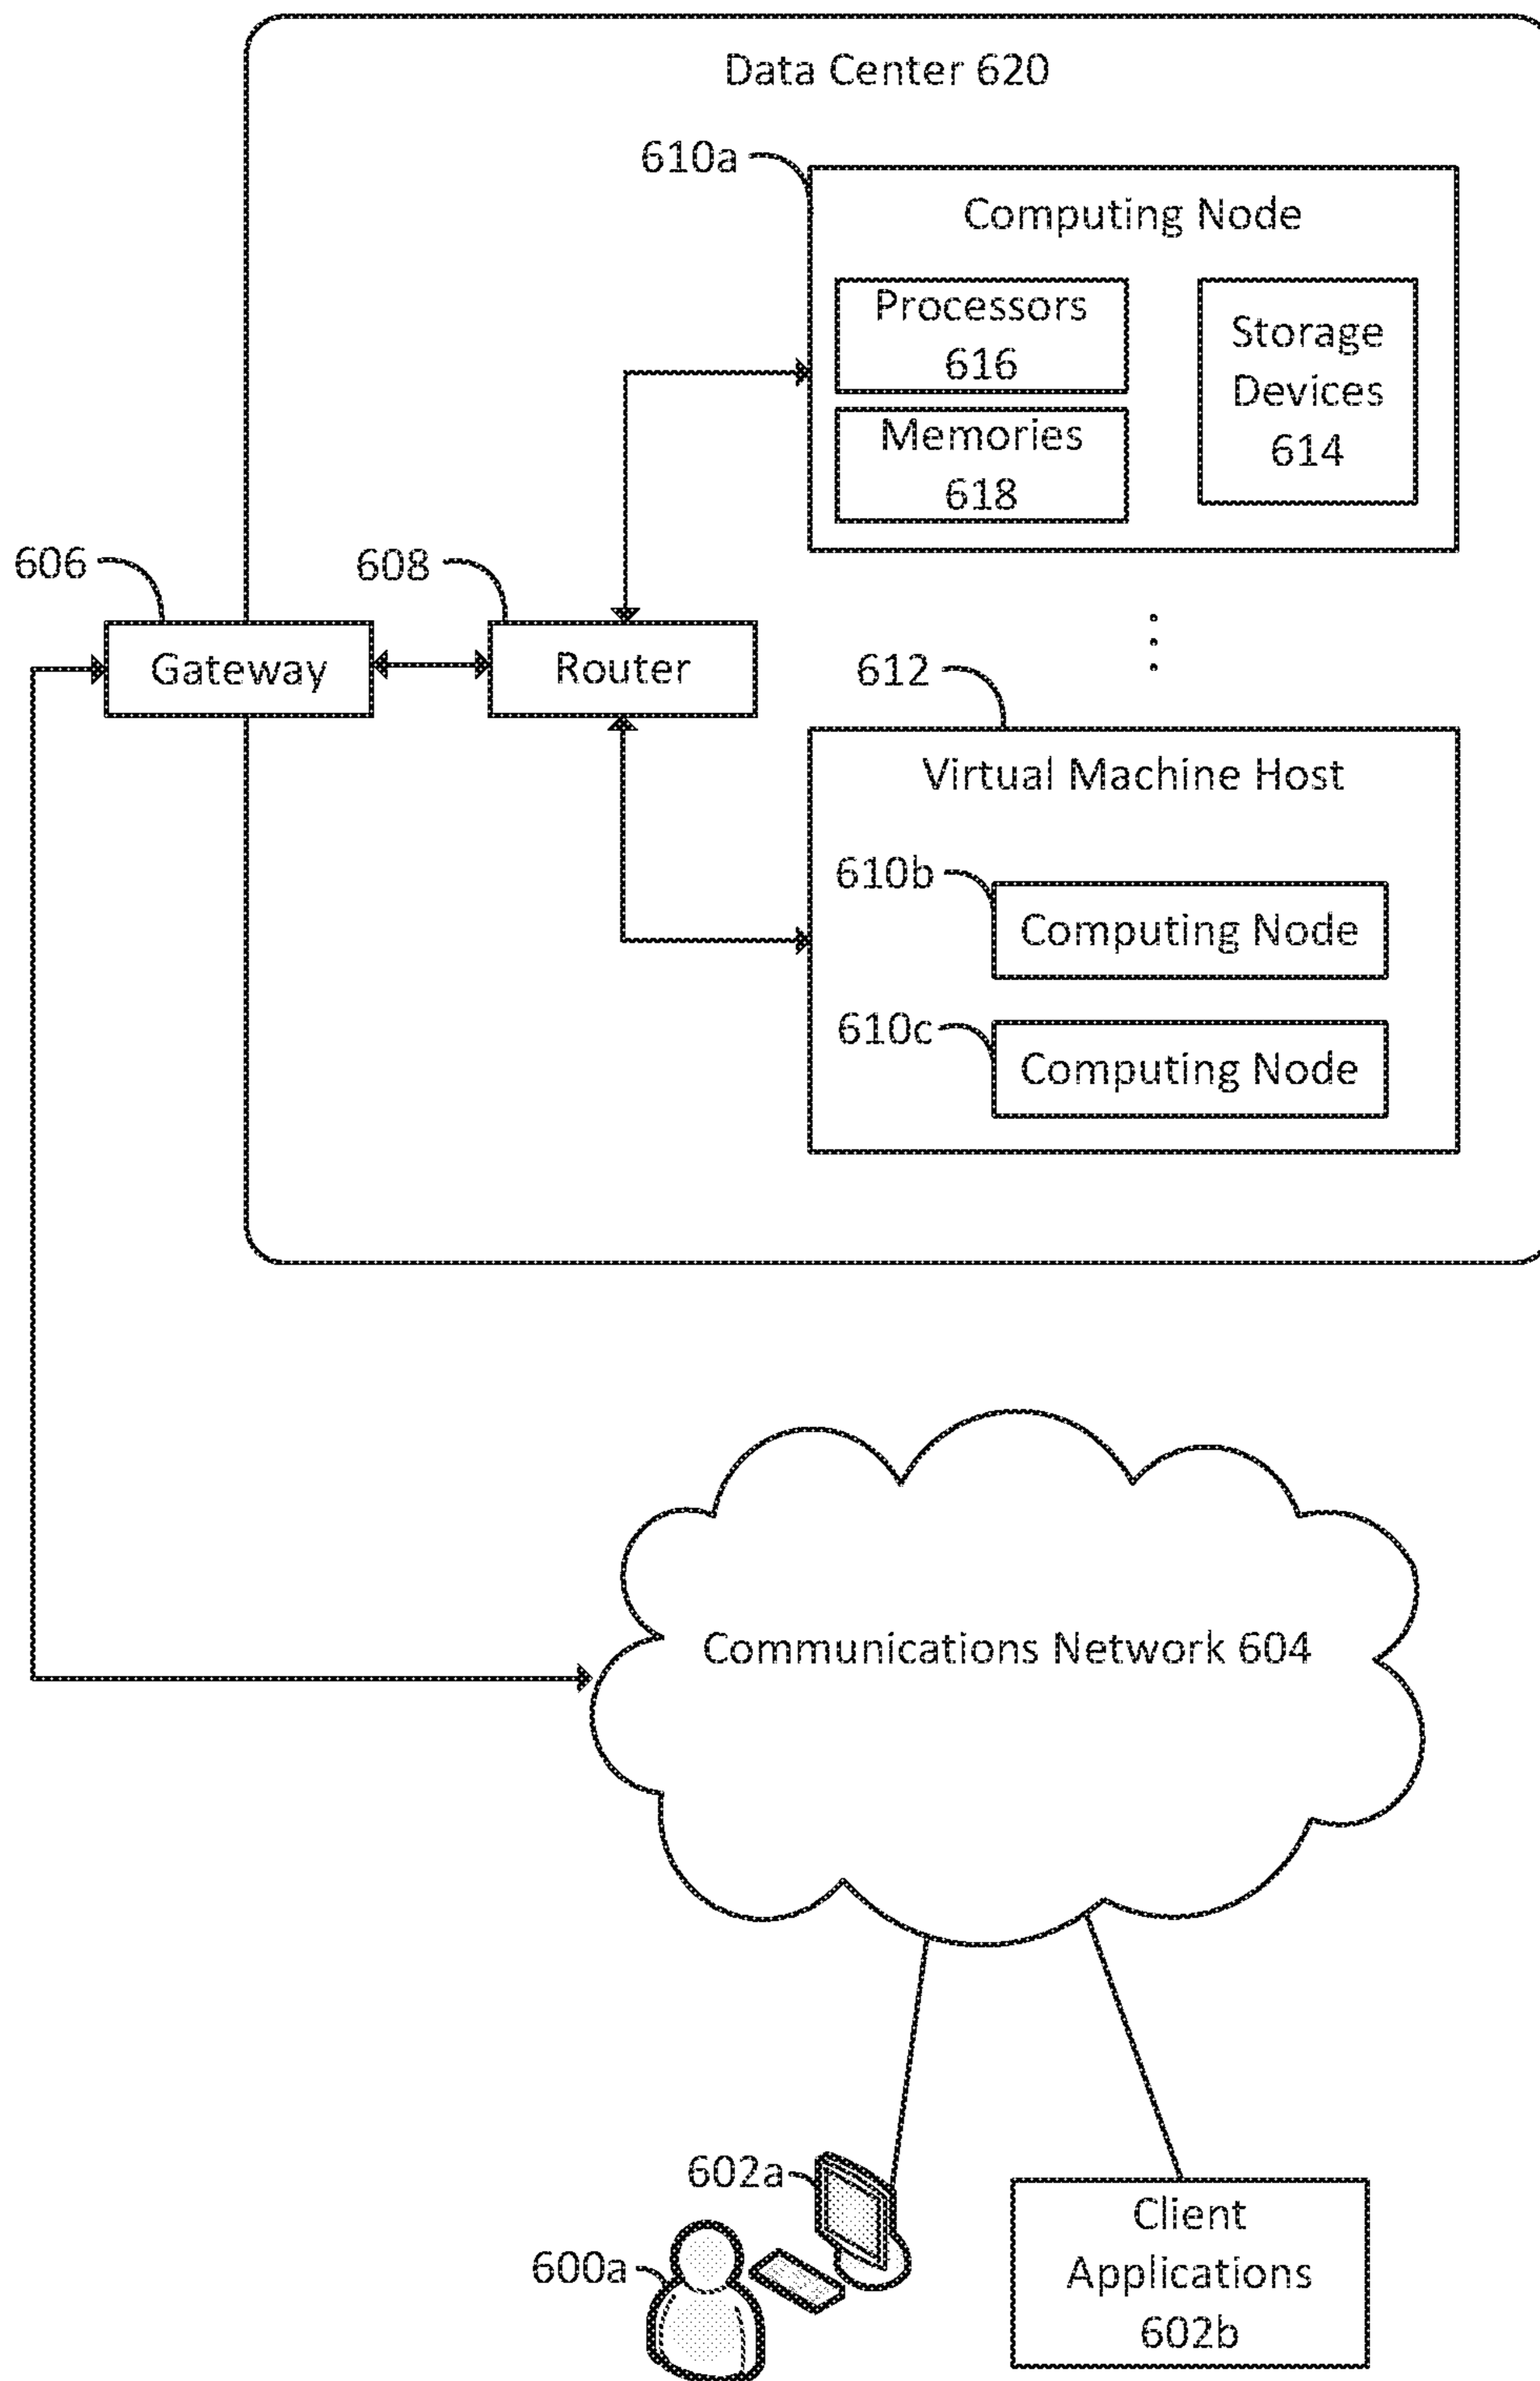 Data Center 620
610a
Computing Node
Processors
616
Storage
Devices
614
Memories
618
606
608
Gateway
Router
612
Virtual Machine Host
610b
Computing Node
610c
Computing Node
Communications Network 604
602a
600a
Client
Applications
602b